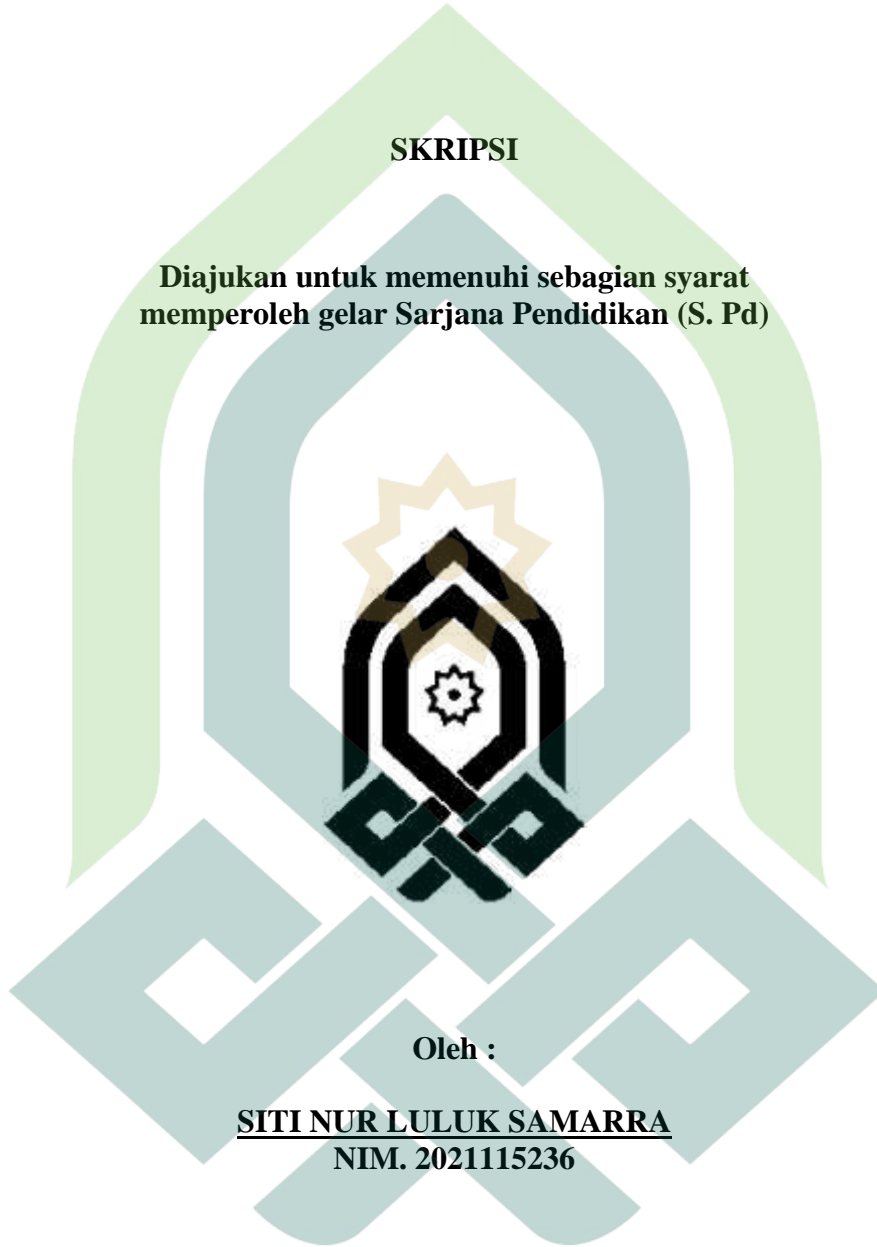 SKRIPSI
Diajukan untuk memenuhi sebagian syarat
memperoleh gelar Sarjana Pendidikan (S. Pd)
Oleh :
SITI NUR LULUK SAMARRA
NIM. 2021115236